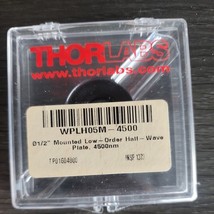 THORLABS
www.thorlabs.com
WPLH05M-4500
Ø1/2" Mounted Low-Order Half-Wave
Plate, 4500nm